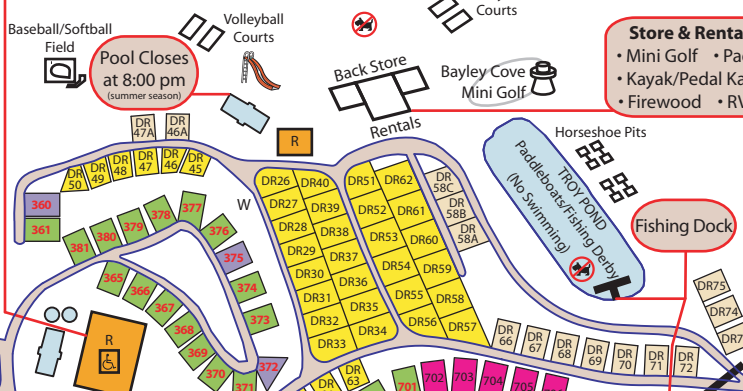 Courts
Volleyball
Courts
Baseball/Softball
Field
Pool Closes
at 8:00 pm
(summer season)
Back Store
Rentals
Bayley Cove
Mini Golf
Store & Renta
• Mini Golf • Pa
• Kayak/Pedal Ka
• Firewood • RV
Horseshoe Pits
TROY POND
Paddleboats/Fishing Derby
(No Swimming)
Fishing Dock
DR
47A
DR
46A
DR
50
DR
49
DR
48
DR
47
DR
46
DR
45
R
W
360
361
381
380
379
378
377
376
375
374
373
372
371
370
369
368
367
366
365
R
DR26
DR27
DR28
DR29
DR30
DR31
DR32
DR33
DR40
DR39
DR38
DR37
DR36
DR35
DR34
DR51
DR52
DR53
DR54
DR55
DR56
DR62
DR61
DR60
DR59
DR58
DR57
DR
58C
DR
58B
DR
58A
DR
66
DR
67
DR
68
DR
69
DR
70
DR
71
DR
72
DR75
DR74
DR7
DR
DR
63
701
702
703
704
705